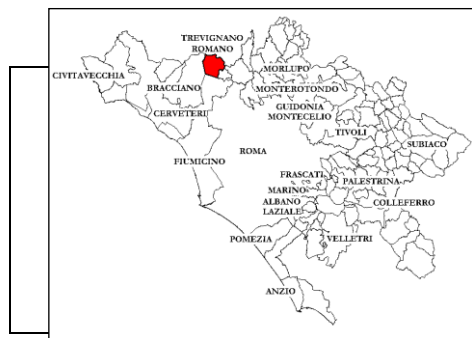 TREVIGNANO
ROMANO
CIVITAVECCHIA
MORLUPO
BRACCIANO
MONTEROTONDO
CERVETERI
GUIDONIA
MONTECELIO
TIVOLI
SUBIACO
ROMA
FIUMICINO
FRASCATI
PALESTRINA
MARINO
ALBANO
LAZIALE
COLLEFERRO
POMEZIA
VELLETRI
ANZIO